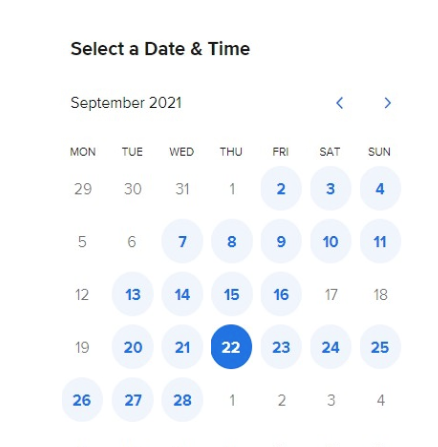 Select a Date & Time
September 2021
MON TUE WED THU FRI SAT SUN
29 30 31 1 2 3 4
5 6 7 8 9 10 11
12 13 14 15 16 17 18
19 20 21 22 23 24 25
26 27 28 1 2 3 4